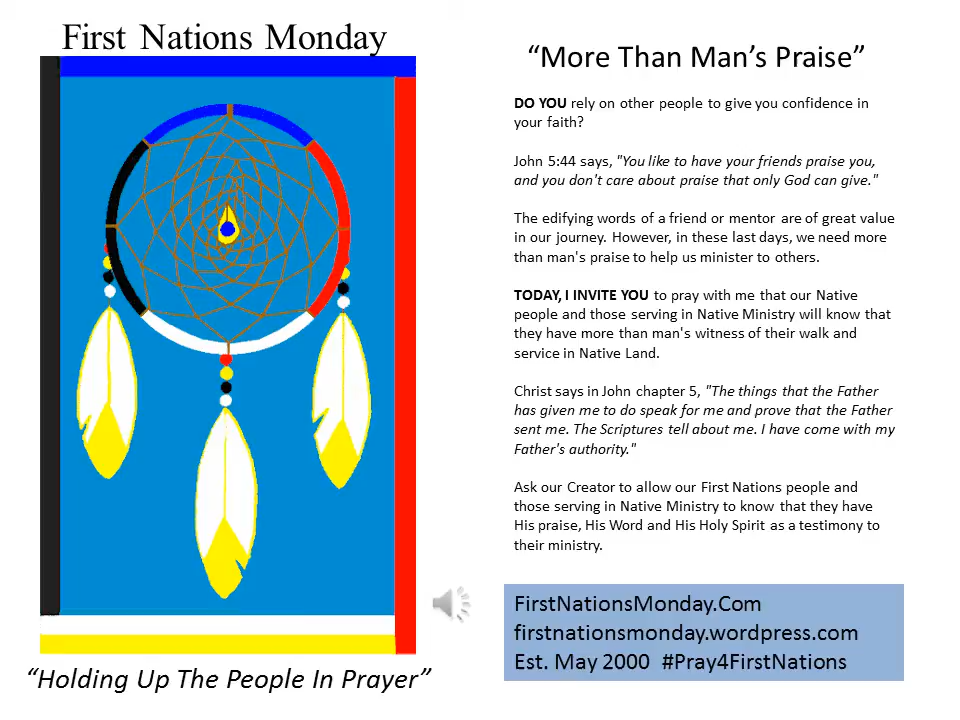 First Nations Monday
“Holding Up The People In Prayer”
“More Than Man’s Praise”
DO YOU rely on other people to give you confidence in
your faith?
John 5:44 says, "You like to have your friends praise you,
and you don't care about praise that only God can give."
The edifying words of a friend or mentor are of great value
in our journey. However, in these last days, we need more
than man's praise to help us minister to others.
TODAY, I INVITE YOU to pray with me that our Native
people and those serving in Native Ministry will know that
they have more than man's witness of their walk and
service in Native Land.
Christ says in John chapter 5, "The things that the Father
has given me to do speak for me and prove that the Father
sent me. The Scriptures tell about me. I have come with my
Father's authority."
Ask our Creator to allow our First Nations people and
those serving in Native Ministry to know that they have
His praise, His Word and His Holy Spirit as a testimony to
their ministry.
FirstNationsMonday.Com
firstnationsmonday.wordpress.com
Est. May 2000 #Pray4FirstNations